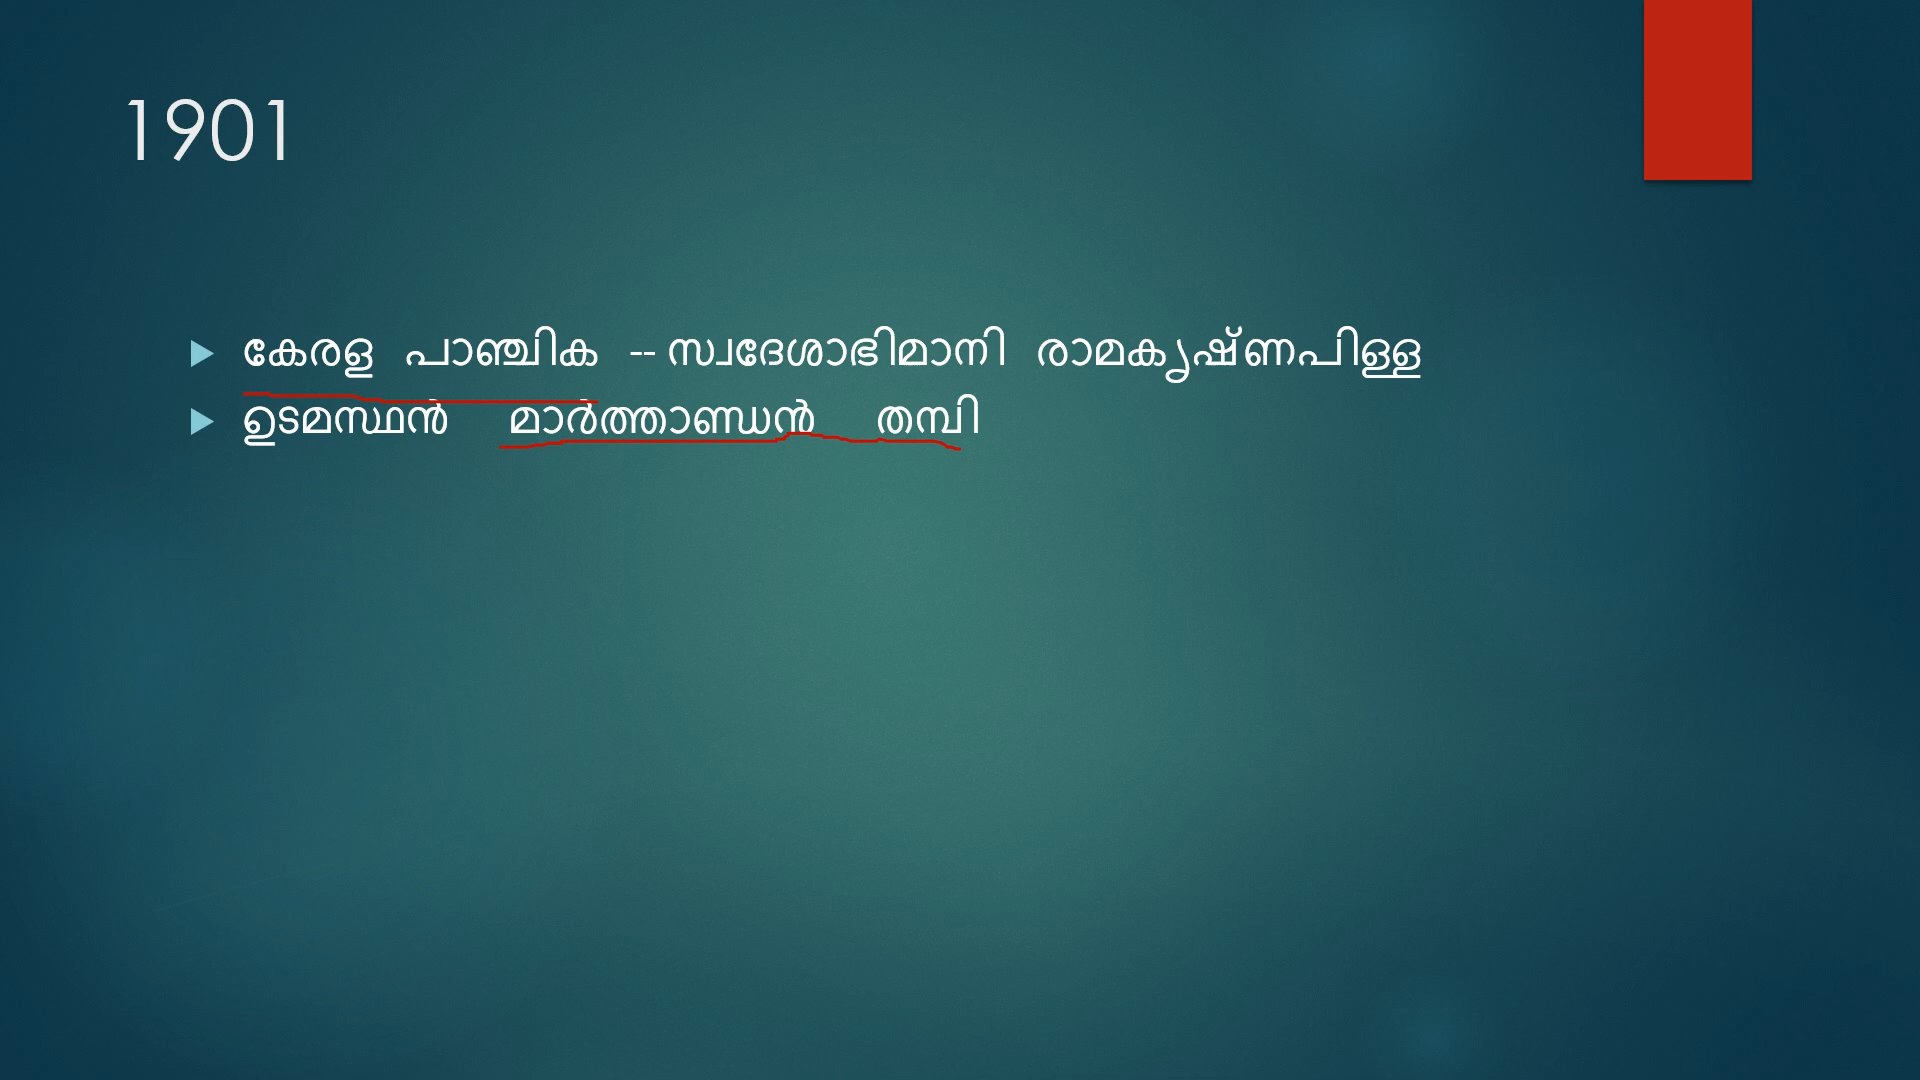 1901
കേരള പാഞ്ചിക -- സ്വദേശാഭിമാനി രാമകൃഷ്ണപിള്ള
ഉടമസ്ഥൻ മാർത്താണ്ഡൻ തമ്പി